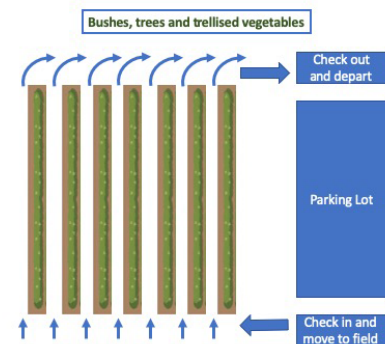 Bushes, trees and trellised vegetables
Check out
and depart
Parking Lot
Check in and
move to field